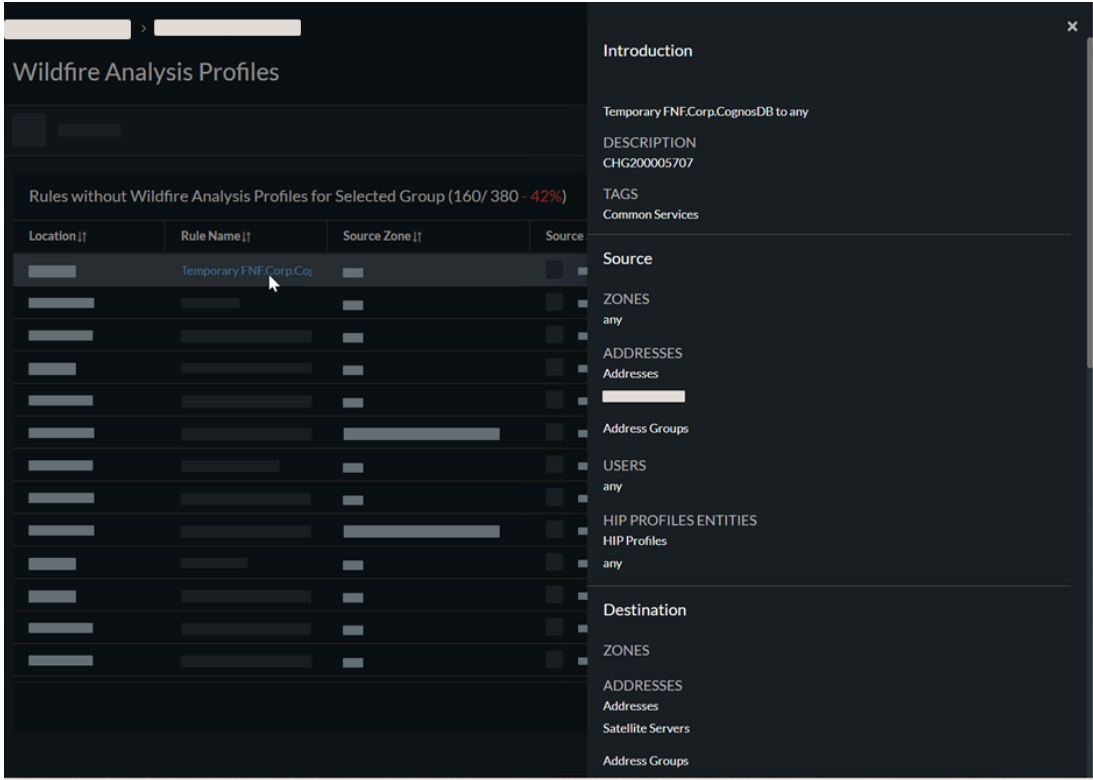 Wildfire Analysis Profiles
Rules without Wildfire Analysis Profiles for Selected Group (160/ 380 - 42%)
Location Rule Name Source Zone Source
Temporary FNF.Corp.Co
Introduction
Temporary FNF.Corp.CognosDB to any
DESCRIPTION
CHG200005707
TAGS
Common Services
Source
ZONES
any
ADDRESSES
Addresses
Address Groups
USERS
any
HIP PROFILES ENTITIES
HIP Profiles
any
Destination
ZONES
ADDRESSES
Addresses
Satellite Servers
Address Groups